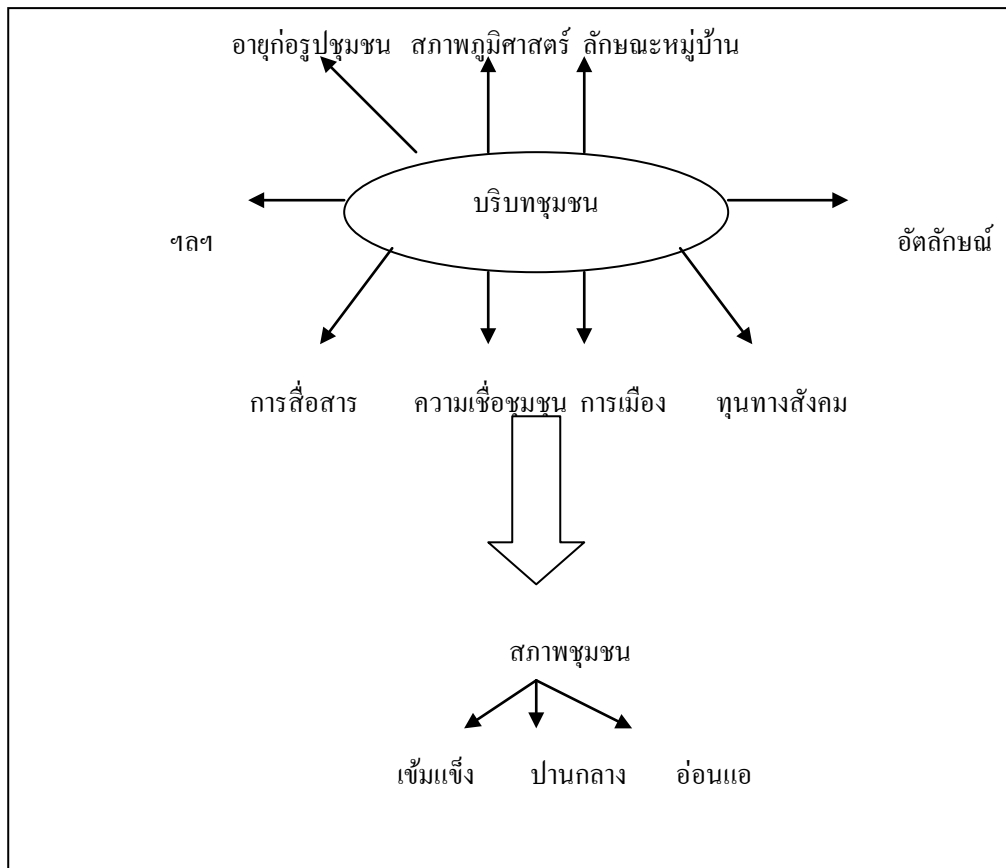 อายุก่อรูปชุมชน สภาพภูมิศาสตร์ ลักษณะหมู่บ้าน
บริบทชุมชน
ฯลฯ อัตลักษณ์
การสื่อสาร ความเชื่อชุมชน การเมือง ทุนทางสังคม
สภาพชุมชน
เข้มแข็ง ปานกลาง อ่อนแอ